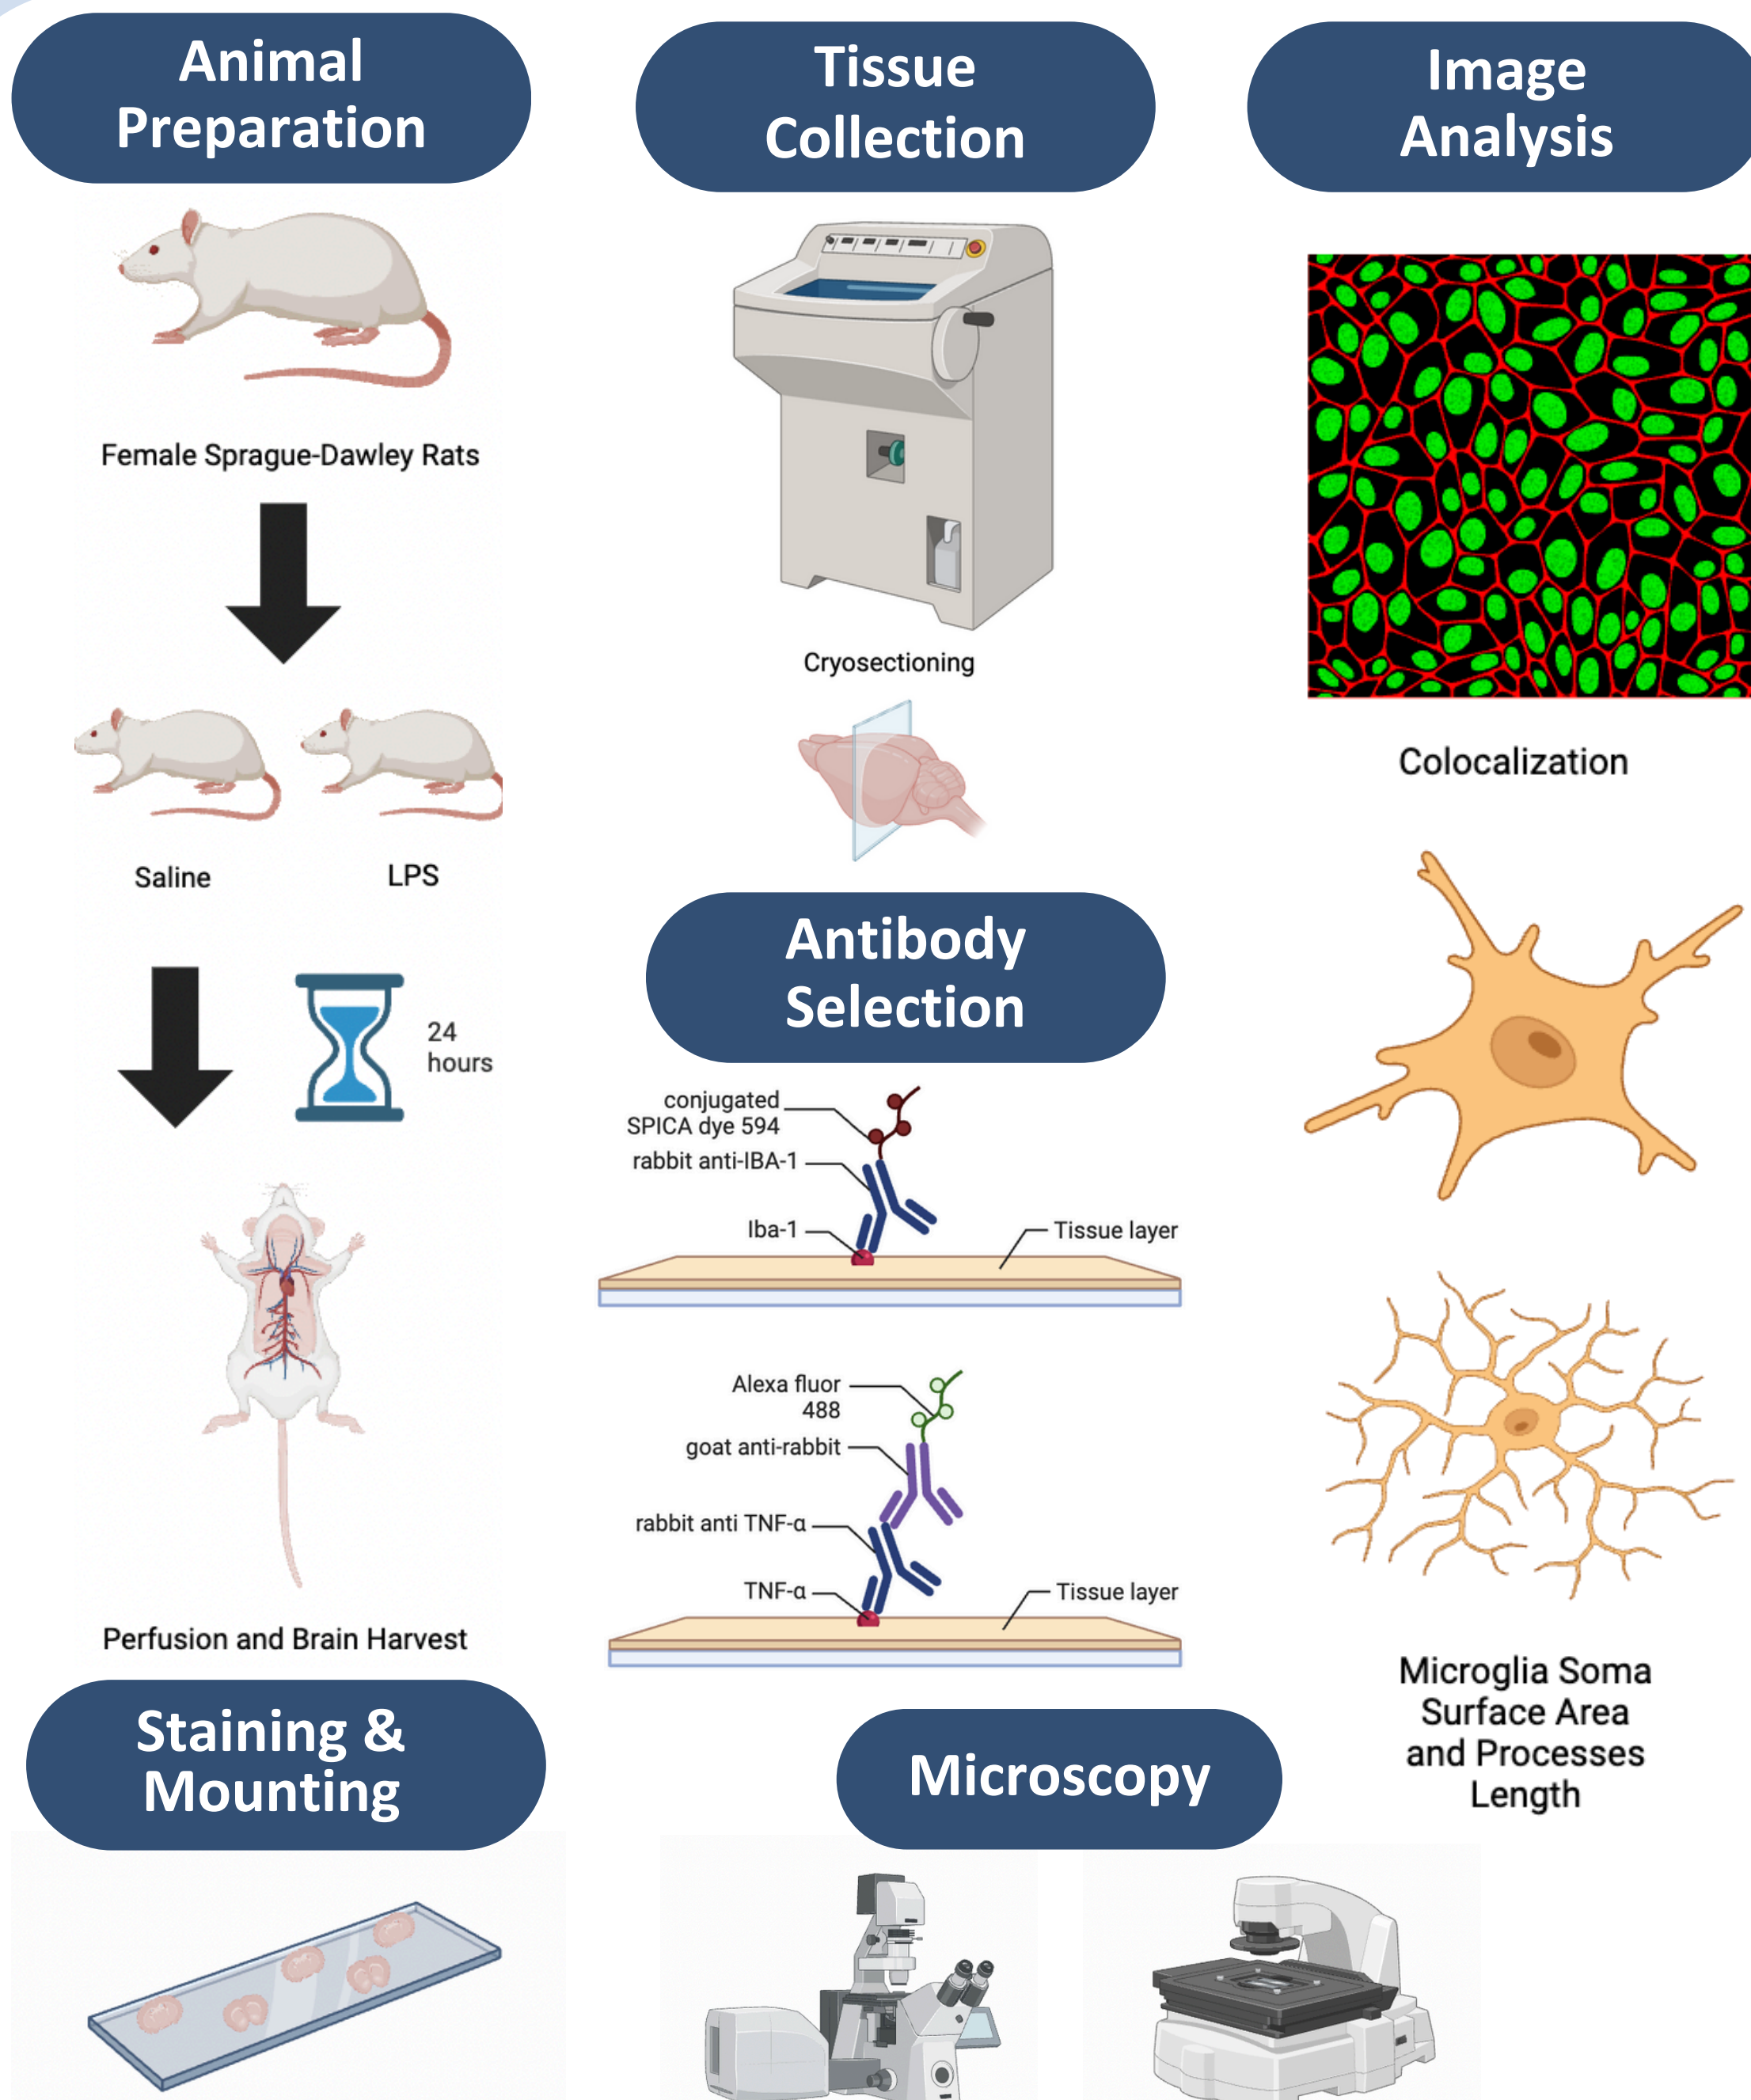 Animal
Preparation
Female Sprague-Dawley Rats
Saline
LPS
24
hours
Perfusion and Brain Harvest
Staining &
Mounting
Tissue
Collection
Cryosectioning
Antibody
Selection
conjugated
SPICA dye 594
rabbit anti-IBA-1
Iba-1
Tissue layer
Alexa fluor
488
goat anti-rabbit
rabbit anti TNF-α
TNF-α
Tissue layer
Microscopy
Image
Analysis
Colocalization
Microglia Soma
Surface Area
and Processes
Length